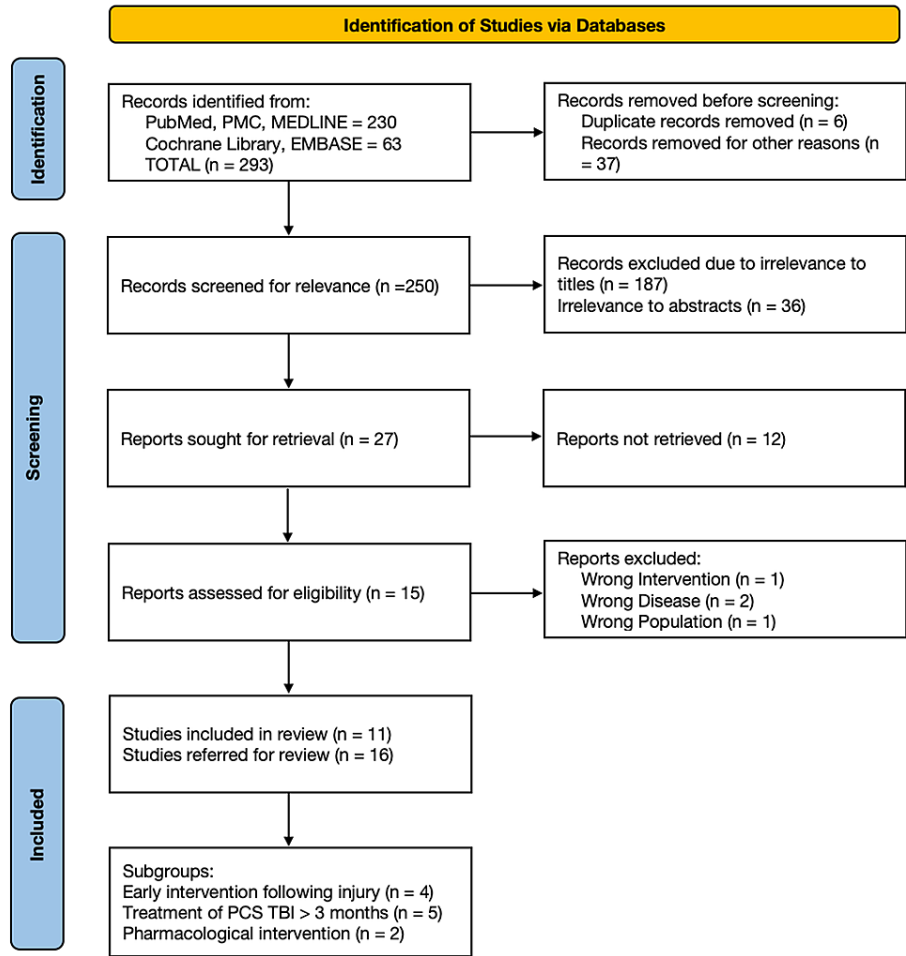 Identification of Studies via Databases
Identification
Records identified from:
PubMed, PMC, MEDLINE = 230
Cochrane Library, EMBASE = 63
TOTAL (n = 293)
Records removed before screening:
Duplicate records removed (n = 6)
Records removed for other reasons (n
= 37)
Screening
Records screened for relevance (n =250)
Records excluded due to irrelevance to
titles (n = 187)
Irrelevance to abstracts (n = 36)
Reports sought for retrieval (n = 27)
Reports not retrieved (n = 12)
Reports assessed for eligibility (n = 15)
Reports excluded:
Wrong Intervention (n = 1)
Wrong Disease (n = 2)
Wrong Population (n = 1)
Included
Studies included in review (n = 11)
Studies referred for review (n = 16)
Subgroups:
Early intervention following injury (n = 4)
Treatment of PCS TBI > 3 months (n = 5)
Pharmacological intervention (n = 2)